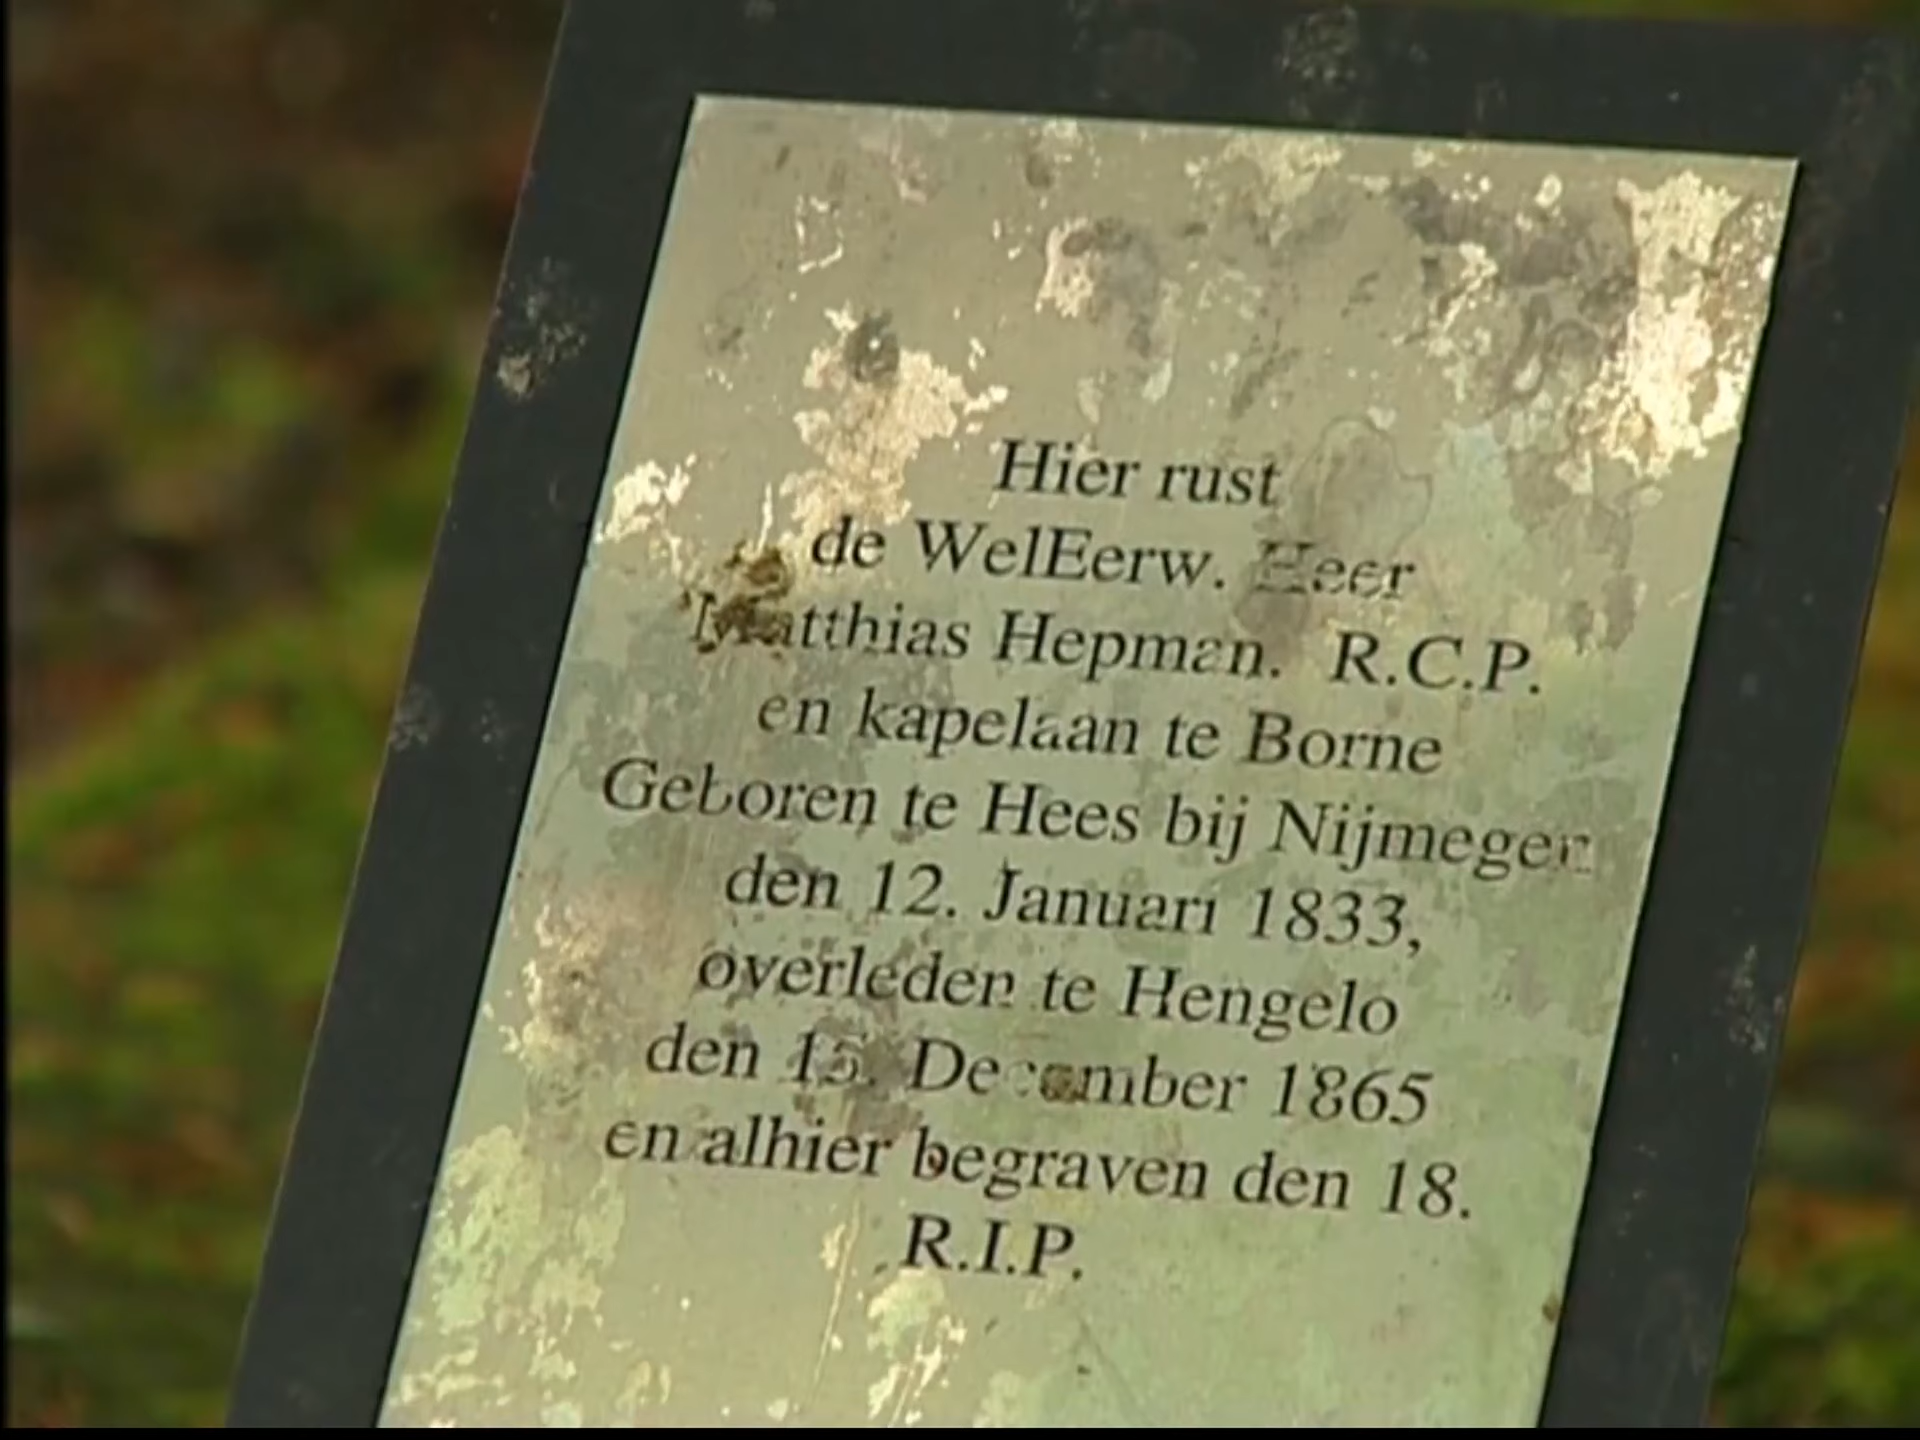 Hier rust
de WelEerw. Heer
Matthias Hepman. R.C.P.
en kapelaan te Borne
Geboren te Hees bij Nijmegen
den 12. Januari 1833,
overleden te Hengelo
den 15. December 1865
en alhier begraven den 18.
R.I.P.